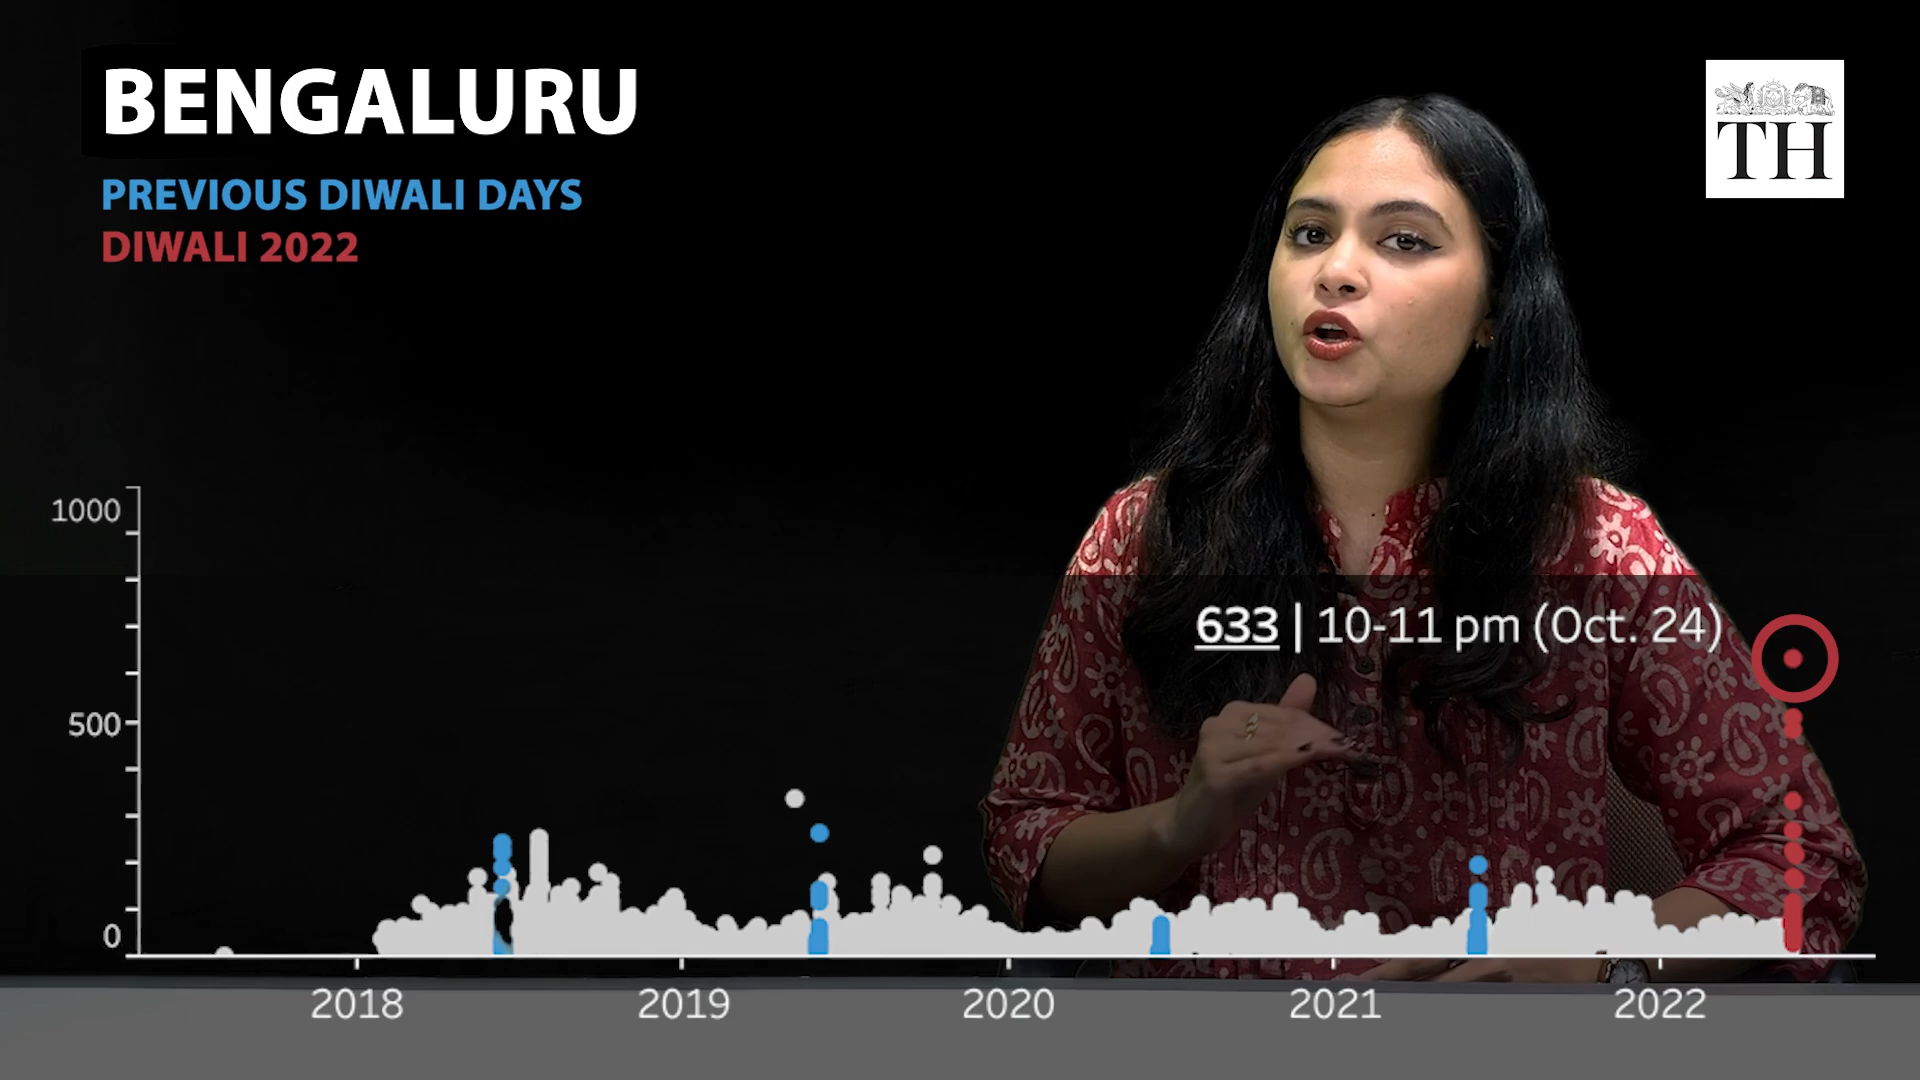 BENGALURU
PREVIOUS DIWALI DAYS
DIWALI 2022
TH
1000
633 | 10-11 pm (Oct. 24)
500
0
2018 2019 2020 2021 2022